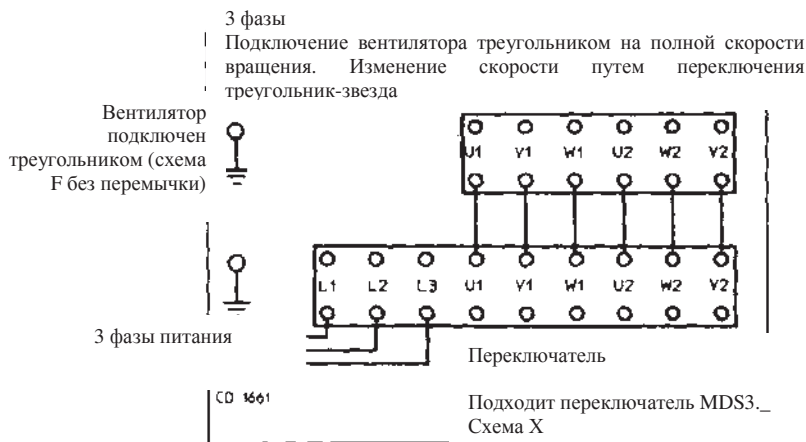 3 фазы
Подключение вентилятора треугольником на полной скорости
вращения. Изменение скорости путем переключения
треугольник-звезда
Вентилятор
подключен
треугольником (схема
F без перемычки)
U1 V1 W1 U2 W2 V2
L1 L2 L3 U1 V1 W1 U2 W2 V2
3 фазы питания
Переключатель
CD 1661
Подходит переключатель MDS3._
Схема X